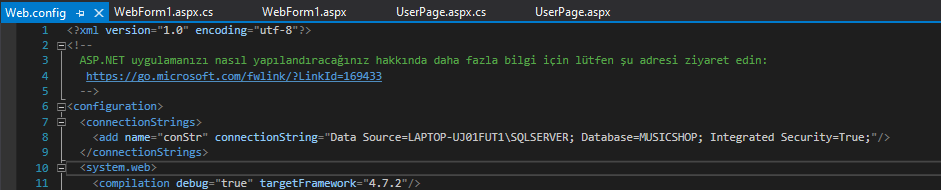 Web.config WebForm1.aspx.cs WebForm1.aspx UserPage.aspx.cs UserPage.aspx
1 <?xml version="1.0" encoding="utf-8"?>
2 <!--
3 ASP.NET uygulamanızı nasıl yapılandıracağınız hakkında daha fazla bilgi için lütfen şu adresi ziyaret edin:
4 https://go.microsoft.com/fwlink/?LinkId=169433
5 -->
6 <configuration>
7 <connectionStrings>
8 <add name="conStr" connectionString="Data Source=LAPTOP-UJ01FUT1\SQLSERVER; Database=MUSICSHOP; Integrated Security=True;"/>
9 </connectionStrings>
10 <system.web>
11 <compilation debug="true" targetFramework="4.7.2"/>